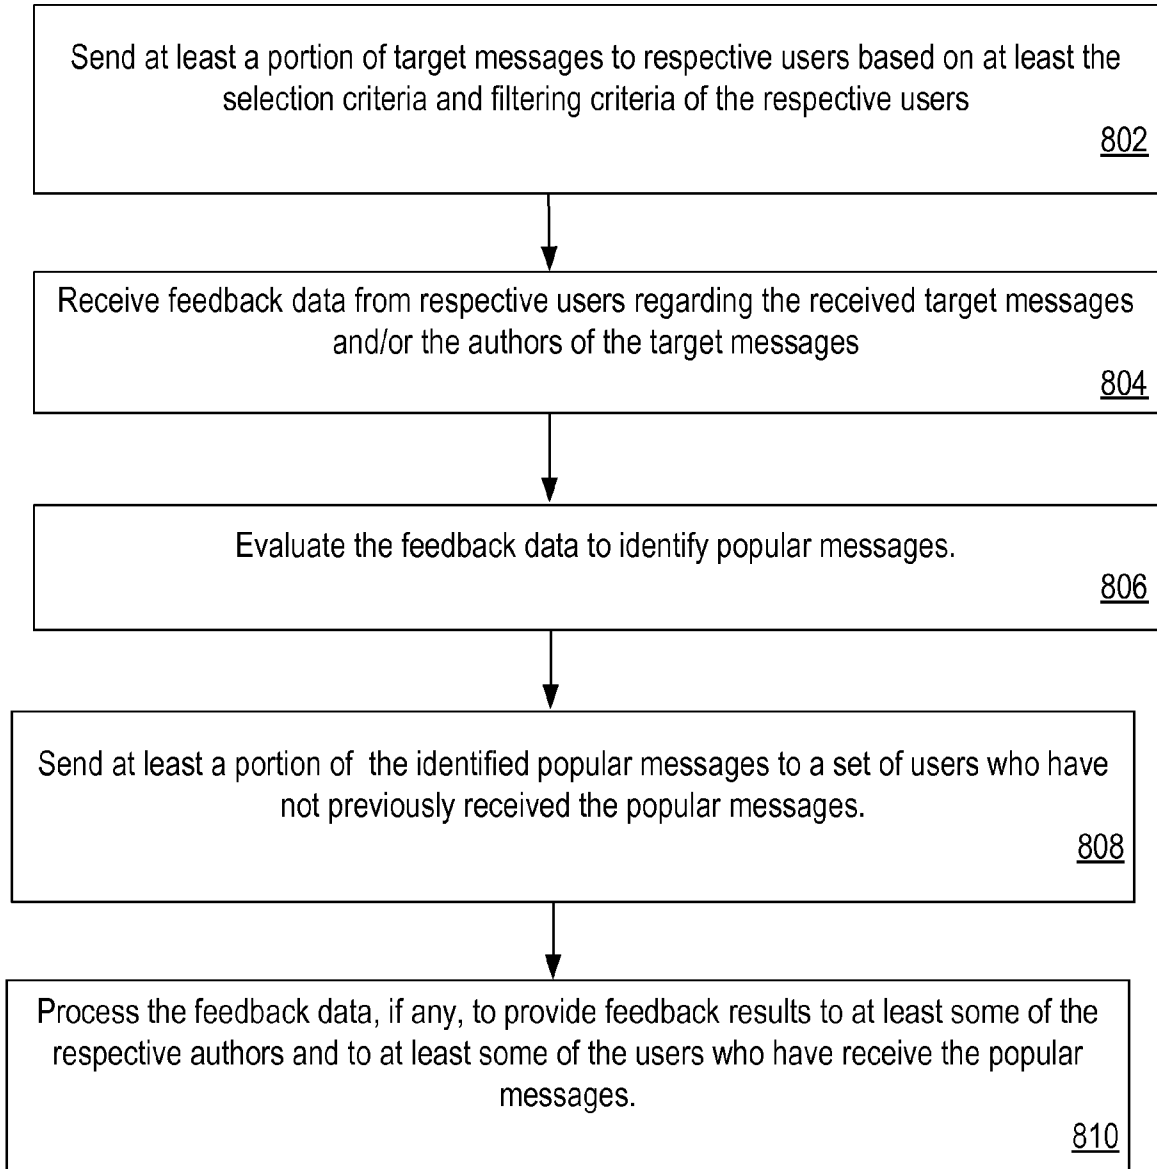 Send at least a portion of target messages to respective users based on at least the
selection criteria and filtering criteria of the respective users
802
Receive feedback data from respective users regarding the received target messages
and/or the authors of the target messages
804
Evaluate the feedback data to identify popular messages.
806
Send at least a portion of the identified popular messages to a set of users who have
not previously received the popular messages.
808
Process the feedback data, if any, to provide feedback results to at least some of the
respective authors and to at least some of the users who have receive the popular
messages.
810